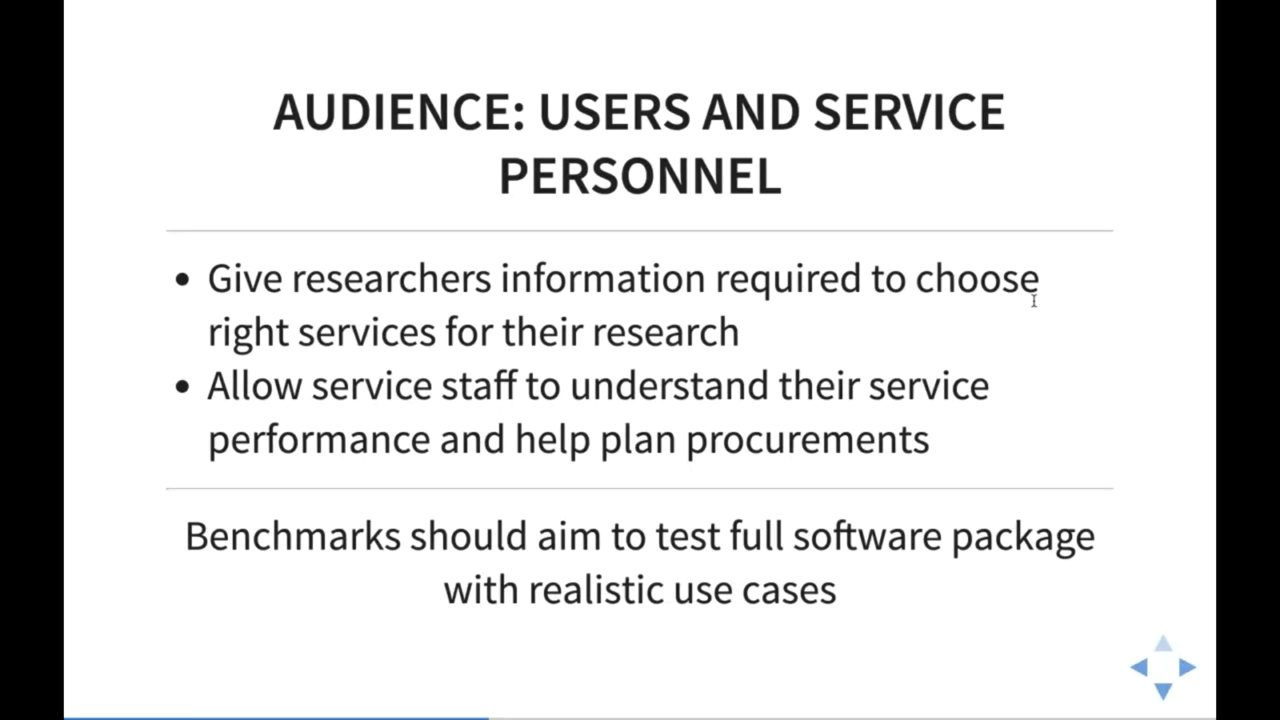 AUDIENCE: USERS AND SERVICE
PERSONNEL
• Give researchers information required to choose
right services for their research
• Allow service staff to understand their service
performance and help plan procurements
Benchmarks should aim to test full software package
with realistic use cases